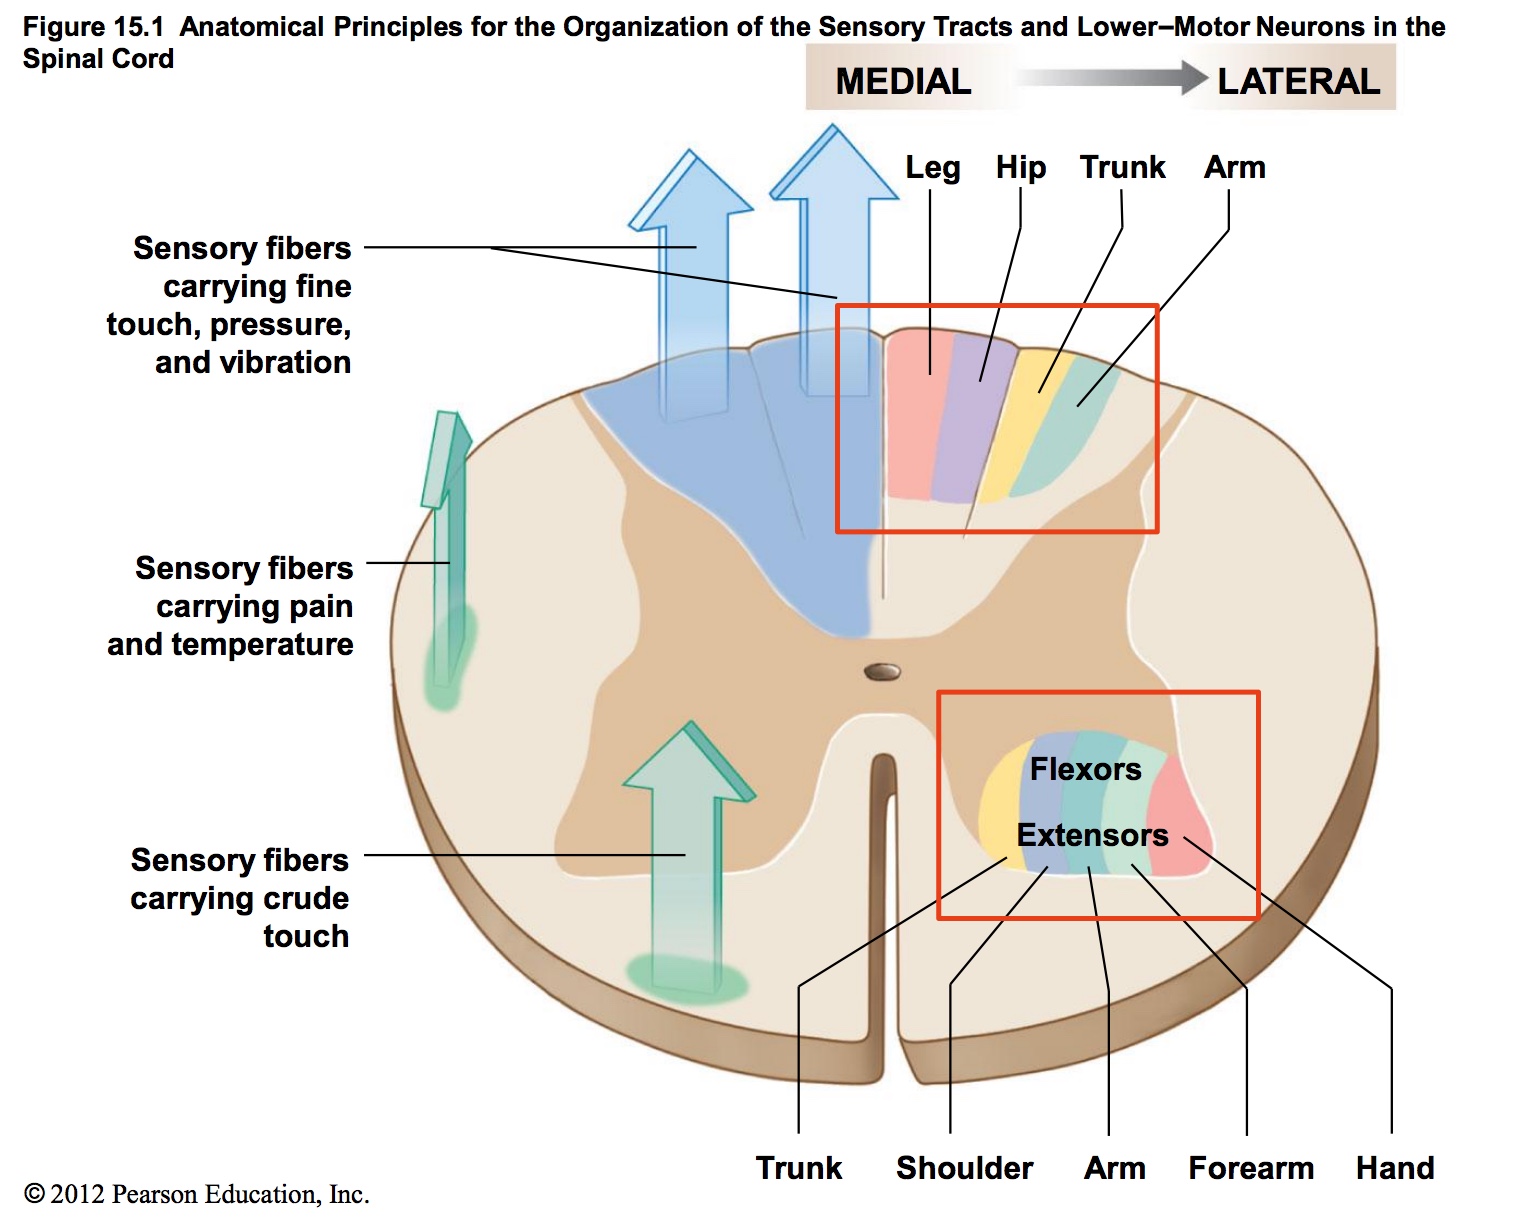 Figure 15.1 Anatomical Principles for the Organization of the Sensory Tracts and Lower–Motor Neurons in the
Spinal Cord
MEDIAL
LATERAL
Leg
Hip
Trunk
Arm
Sensory fibers
carrying fine
touch, pressure,
and vibration
Sensory fibers
carrying pain
and temperature
Flexors
Extensors
Sensory fibers
carrying crude
touch
Trunk
Shoulder
Arm
Forearm
Hand
© 2012 Pearson Education, Inc.